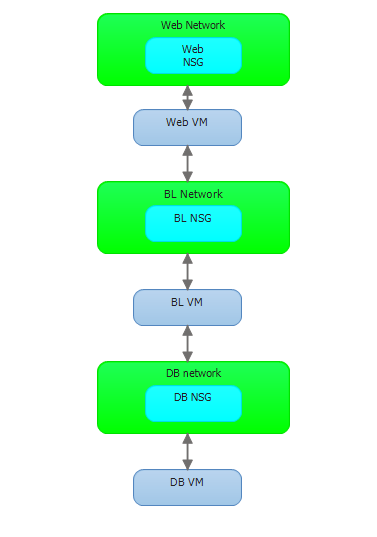 Web Network
Web
NSG
Web VM
BL Network
BL NSG
BL VM
DB network
DB NSG
DB VM